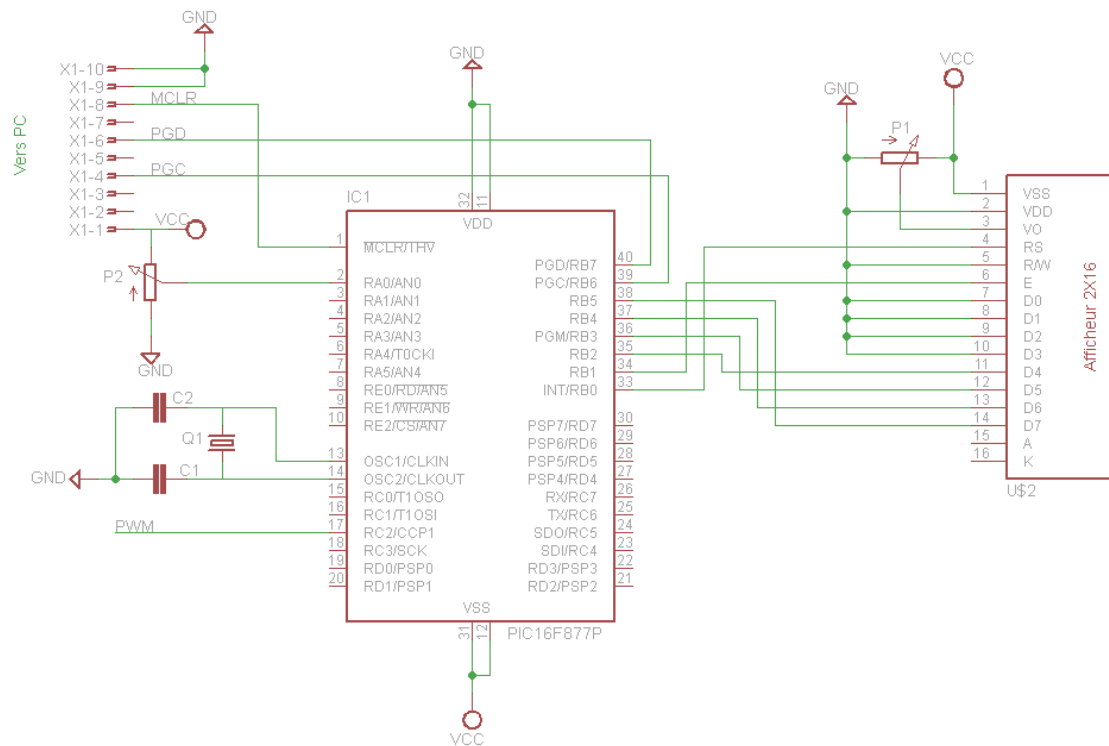 GND
X1-10
X1-9
X1-8 MCLR
X1-7
X1-6 PGD
X1-5
X1-4 PGC
X1-3
X1-2
X1-1
Vers PC
VCC
P2
GND
C2
Q1
C1
GND
PWM
GND
IC1
32
11
VDD
1 MCLR/THV
2 RA0/AN0
3 RA1/AN1
4 RA2/AN2
5 RA3/AN3
6 RA4/T0CKI
7 RA5/AN4
8 RE0/RD/AN5
9 RE1/WR/AN6
10 RE2/CS/AN7
13 OSC1/CLKIN
14 OSC2/CLKOUT
15 RC0/T1OSO
16 RC1/T1OSI
17 RC2/CCP1
18 RC3/SCK
19 RD0/PSP0
20 RD1/PSP1
PGD/RB7 40
PGC/RB6 39
RB5 38
RB4 37
PGM/RB3 36
RB2 35
RB1 34
INT/RB0 33
PSP7/RD7 30
PSP6/RD6 29
PSP5/RD5 28
PSP4/RD4 27
RX/RC7 26
TX/RC6 25
SDO/RC5 24
SDI/RC4 23
RD3/PSP3 22
RD2/PSP2 21
VSS
31
12
PIC16F877P
VCC
GND
VCC
P1
1 VSS
2 VDD
3 VO
4 RS
5 R/W
6 E
7 D0
8 D1
9 D2
10 D3
11 D4
12 D5
13 D6
14 D7
15 A
16 K
Afficheur 2X16
U$2